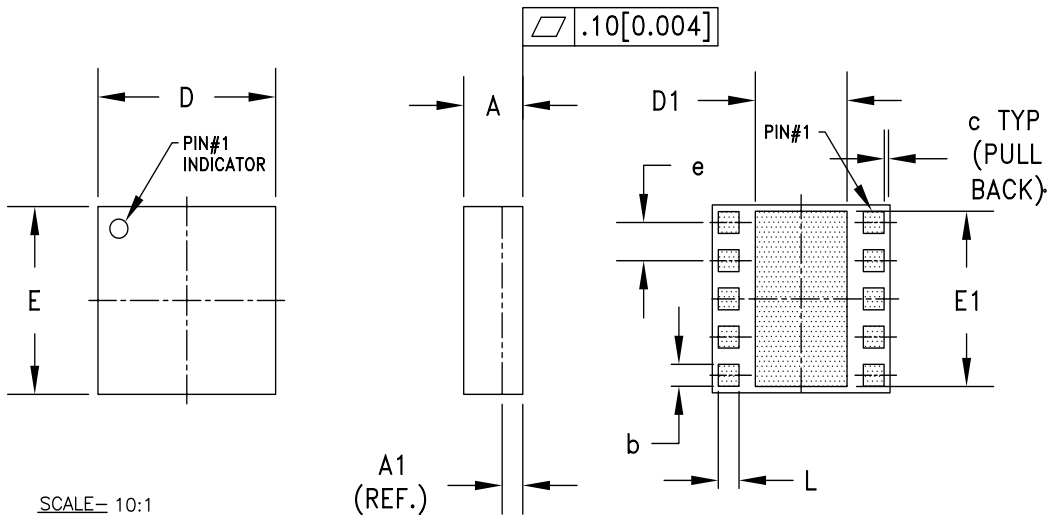 .10[0.004]
D
A
D1
PIN#1
INDICATOR
PIN#1
c TYP
(PULL
BACK)
e
E
E1
b
A1
(REF.)
L
SCALE- 10:1